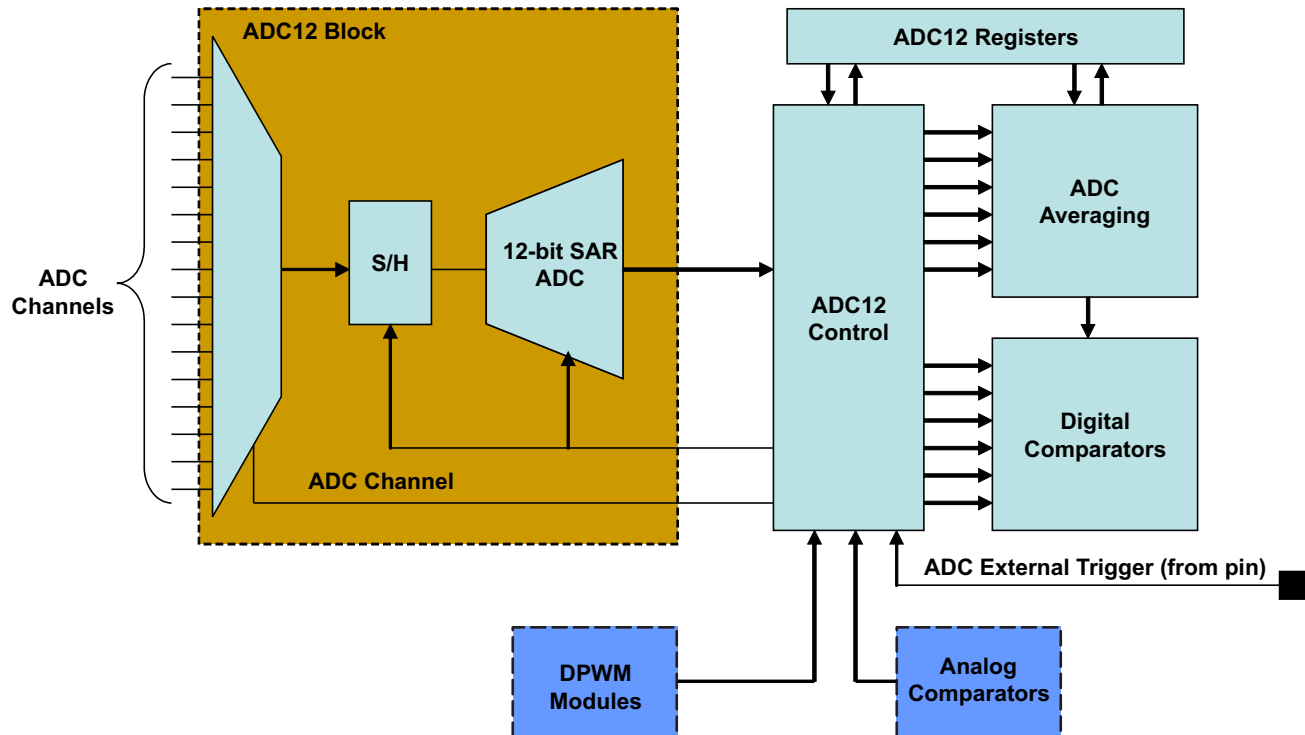 ADC12 Block
ADC12 Registers
ADC
Channels
S/H
12-bit SAR
ADC
ADC12
Control
ADC
Averaging
Digital
Comparators
ADC Channel
ADC External Trigger (from pin)
DPWM
Modules
Analog
Comparators